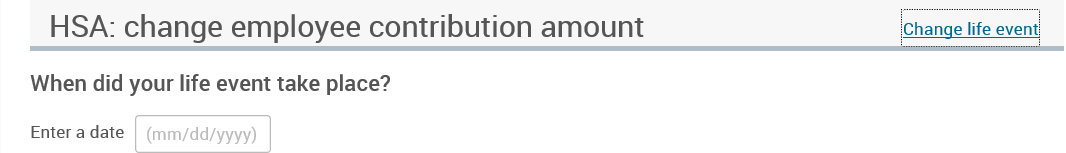 HSA: change employee contribution amount
Change life event
When did your life event take place?
Enter a date (mm/dd/yyyy)